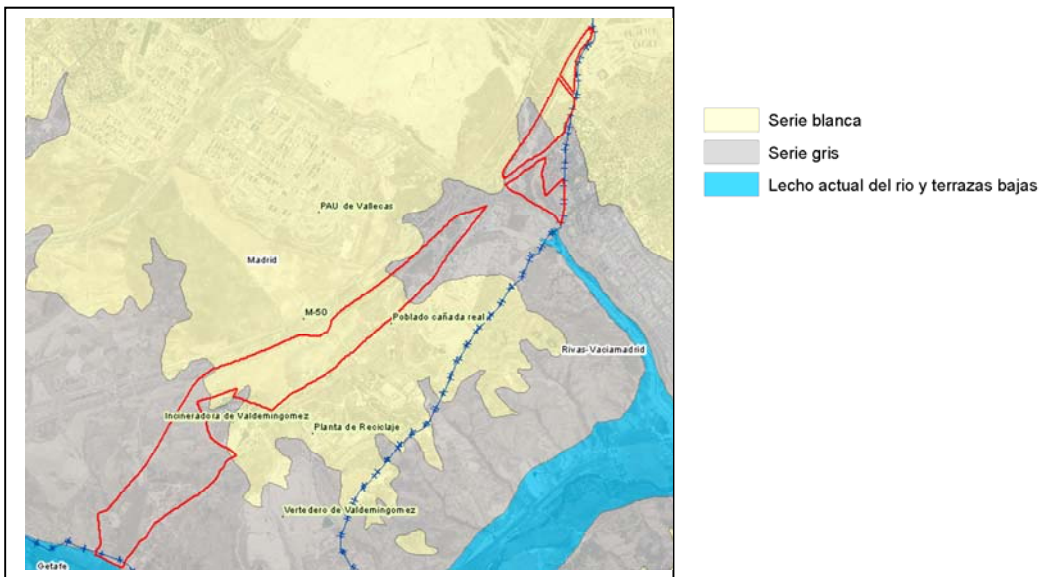 Serie blanca
Serie gris
Lecho actual del rio y terrazas bajas
PAU de Vallecas
Madrid
M-50
Poblado cañada real
Rivas-Vaciamadrid
Incineradora de Valdemingomez
Planta de Reciclaje
Vertedero de Valdemingomez
Getafe